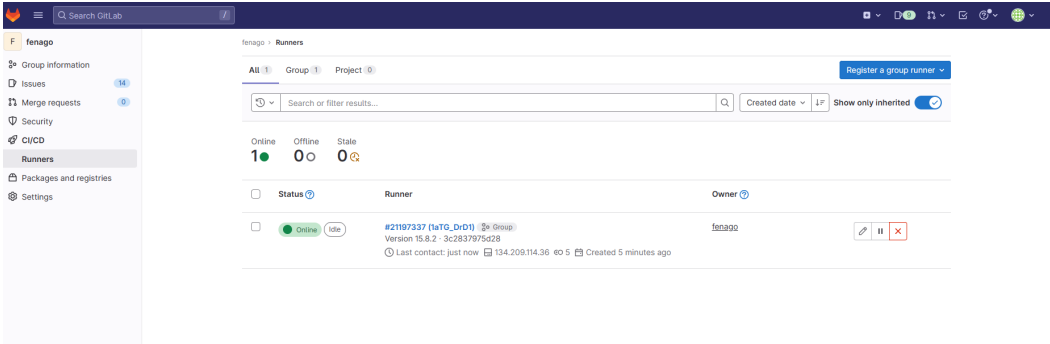 Search GitLab /
9
F fenago
Group information
Issues 14
Merge requests 0
Security
CI/CD
Runners
Packages and registries
Settings
fenago › Runners
All 1 Group 1 Project 0
Register a group runner
Search or filter results...
Created date
Show only inherited
Online Offline Stale
1 0 0
Status Runner Owner
Online Idle #21197337 (1aTG_DrD1) Group fenago
Version 15.8.2 · 3c2837975d28
Last contact: just now 134.209.114.36 5 Created 5 minutes ago